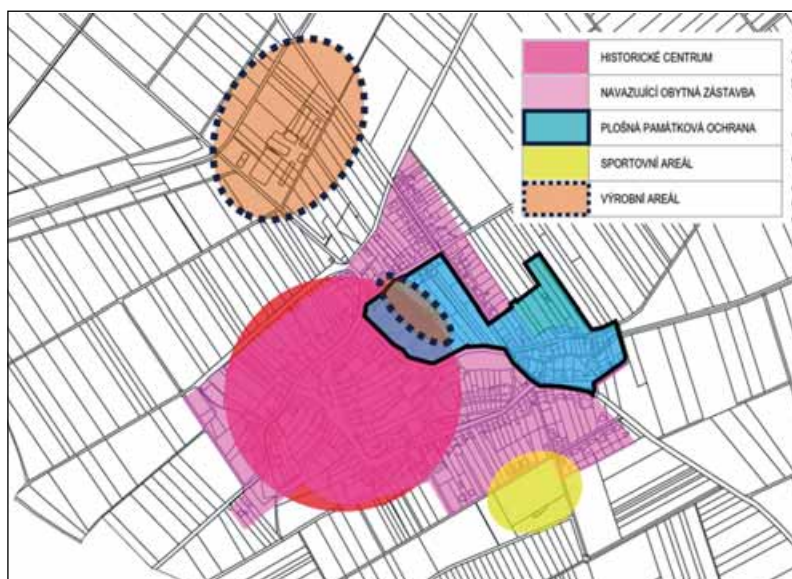 HISTORICKÉ CENTRUM
NAVAZUJÍCÍ OBYTNÁ ZÁSTAVBA
PLOŠNÁ PAMÁTKOVÁ OCHRANA
SPORTOVNÍ AREÁL
VÝROBNÍ AREÁL